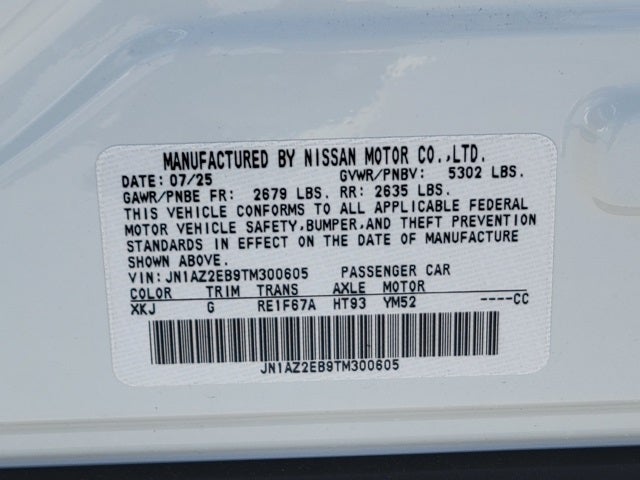 MANUFACTURED BY NISSAN MOTOR CO.,LTD.
DATE: 07/25 GVWR/PNBV: 5302 LBS.
GAWR/PNBE FR: 2679 LBS. RR: 2635 LBS.
THIS VEHICLE CONFORMS TO ALL APPLICABLE FEDERAL
MOTOR VEHICLE SAFETY,BUMPER,AND THEFT PREVENTION
STANDARDS IN EFFECT ON THE DATE OF MANUFACTURE
SHOWN ABOVE.
VIN: JN1AZ2EB9TM300605 PASSENGER CAR
COLOR TRIM TRANS AXLE MOTOR
XKJ G RE1F67A HT93 YM52 ----CC
JN1AZ2EB9TM300605